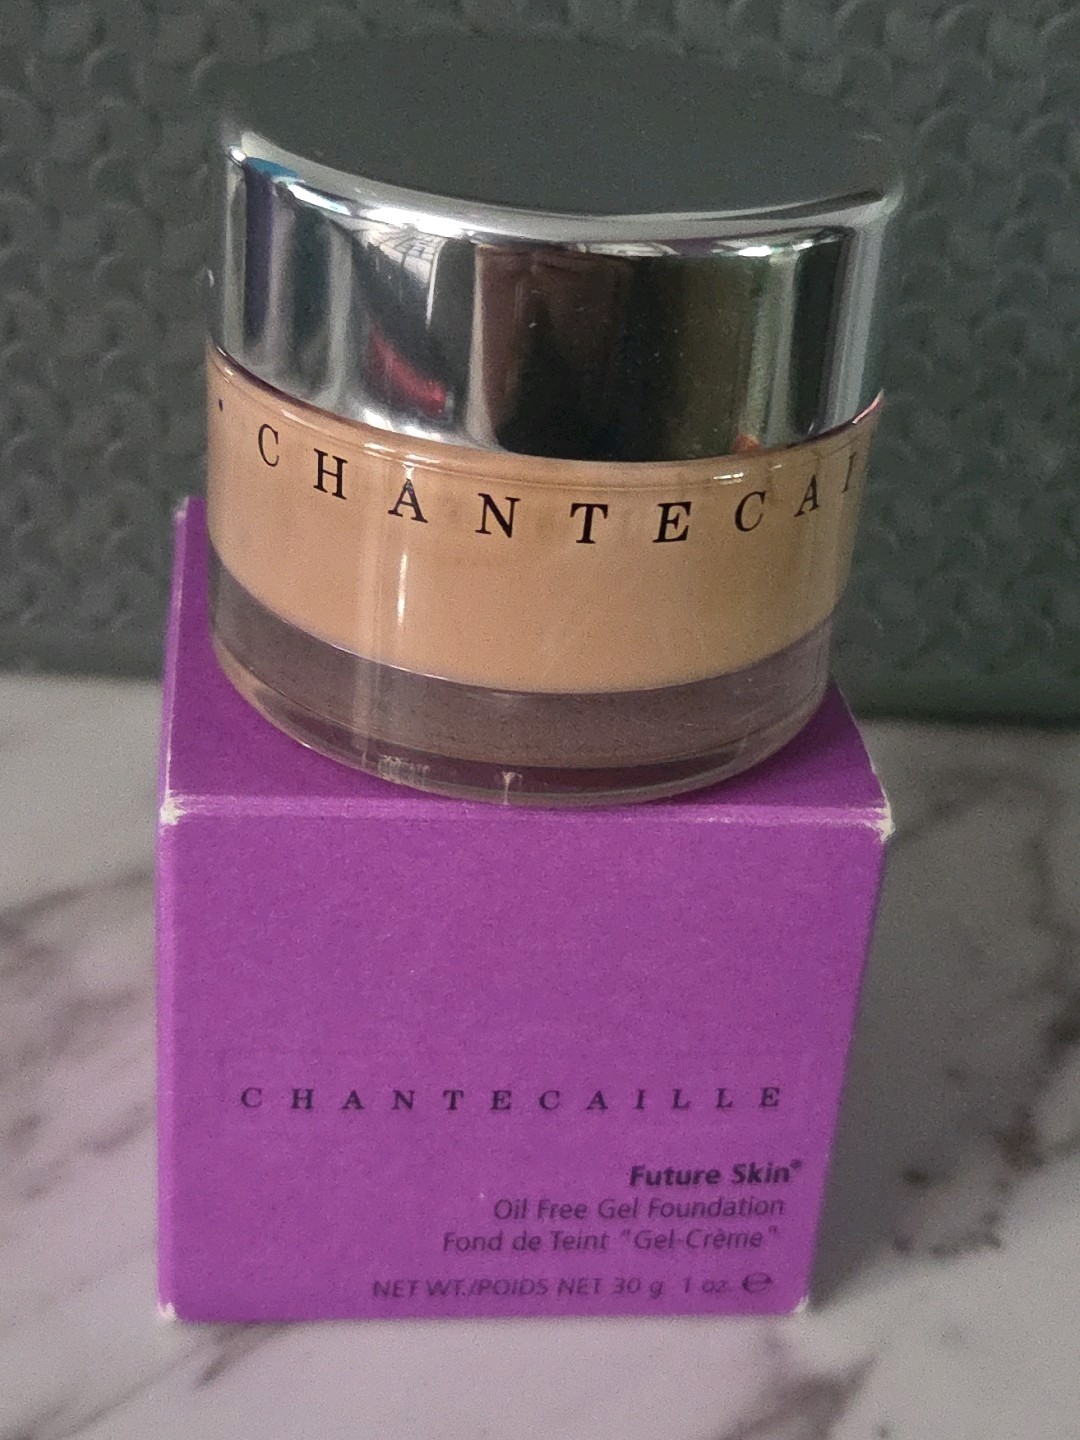 CHANTECAI
CHANTECAILLE
Future Skin®
Oil Free Gel Foundation
Fond de Teint "Gel-Crème"
NET WT./POIDS NET 30 g 1 oz. ℮